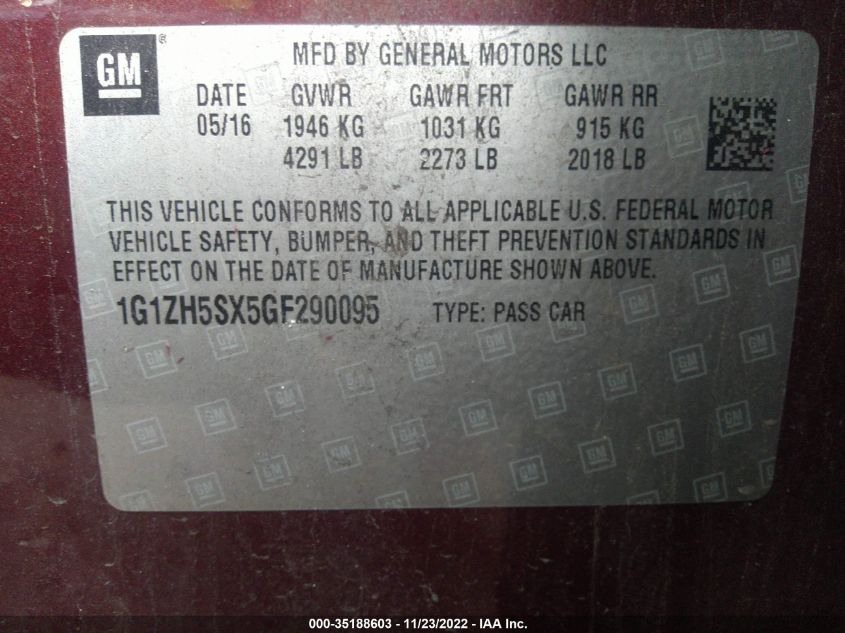 GM ® MFD BY GENERAL MOTORS LLC
DATE GVWR GAWR FRT GAWR RR
05/16 1946 KG 1031 KG 915 KG
4291 LB 2273 LB 2018 LB
THIS VEHICLE CONFORMS TO ALL APPLICABLE U.S. FEDERAL MOTOR
VEHICLE SAFETY, BUMPER, AND THEFT PREVENTION STANDARDS IN
EFFECT ON THE DATE OF MANUFACTURE SHOWN ABOVE.
1G1ZH5SX5GF290095 TYPE: PASS CAR
000-35188603 - 11/23/2022 - IAA Inc.